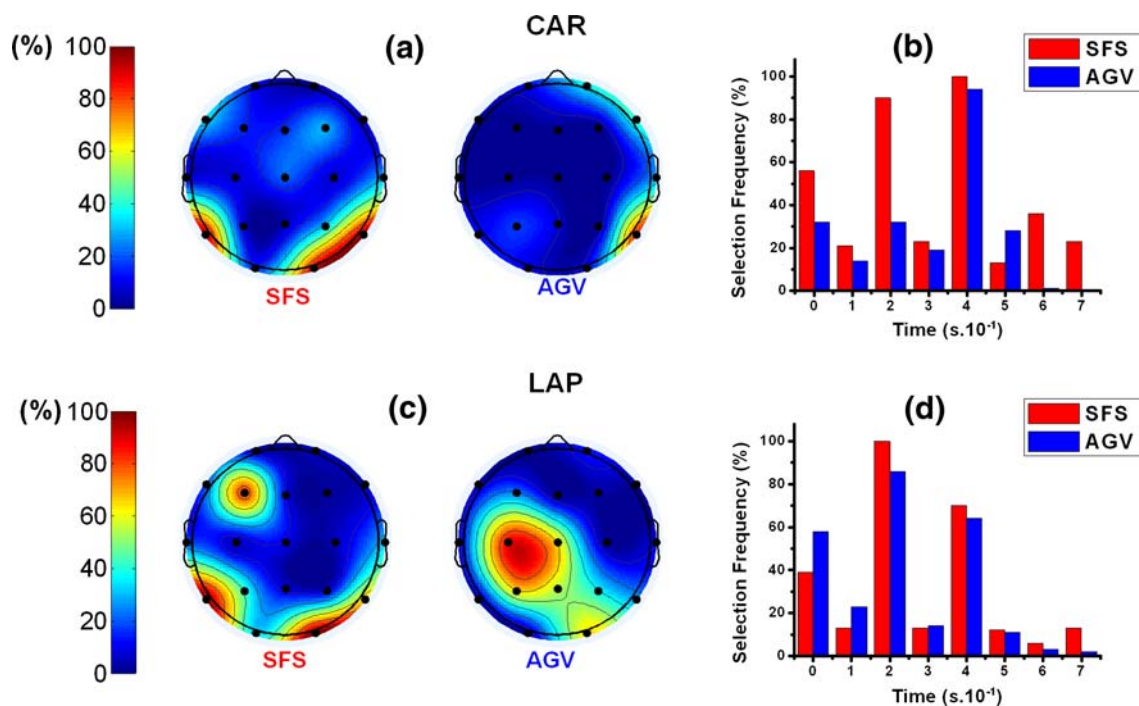 CAR
(%)
100
80
60
40
20
0
(a)
SFS
AGV
(b)
SFS
AGV
Selection Frequency (%)
100
80
60
40
20
0
0 1 2 3 4 5 6 7
Time (s.10⁻¹)
LAP
(%)
100
80
60
40
20
0
(c)
SFS
AGV
(d)
SFS
AGV
Selection Frequency (%)
100
80
60
40
20
0
0 1 2 3 4 5 6 7
Time (s.10⁻¹)